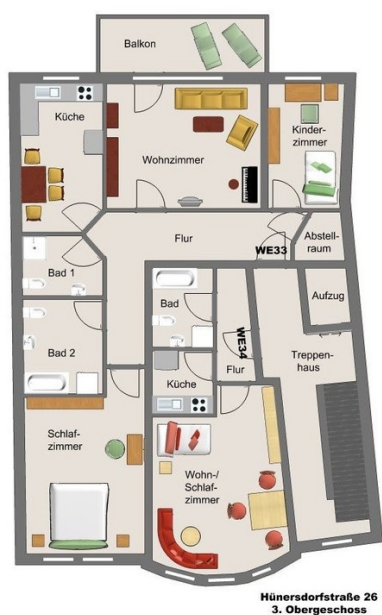 Balkon
Küche
Wohnzimmer
Kinder-
zimmer
Flur
WE33
Abstell-
raum
Bad 1
Aufzug
Bad
Bad 2
WE34
Treppen-
haus
Küche
Flur
Schlaf-
zimmer
Wohn-/
Schlaf-
zimmer
Hünersdorfstraße 26
3. Obergeschoss